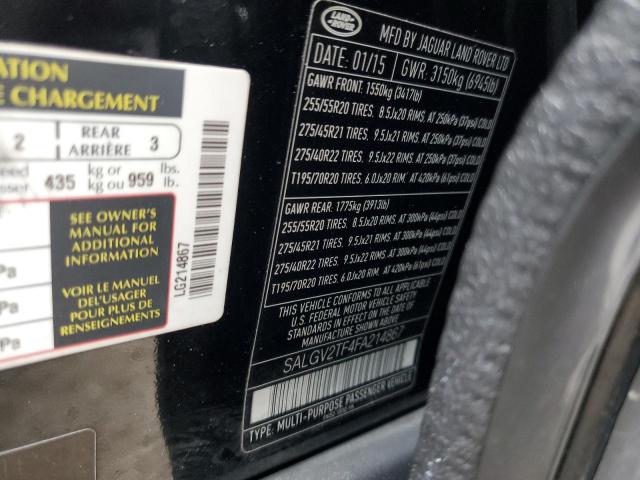 ATION
E CHARGEMENT
2 REAR ARRIÈRE 3
435 kg or kg ou 959 lbs. lb.
SEE OWNER'S
MANUAL FOR
ADDITIONAL
INFORMATION
VOIR LE MANUEL
DE L'USAGER
POUR PLUS DE
RENSEIGNEMENTS
LG214867
LAND ROVER
MFD BY JAGUAR LAND ROVER LTD
DATE: 01/15 GWR: 3150kg (6945lb)
GAWR FRONT: 1550kg (3417lb)
255/55R20 TIRES, 8.5Jx20 RIMS, AT 250kPa (37psi) COLD
275/45R21 TIRES, 9.5Jx21 RIMS, AT 250kPa (37psi) COLD
275/40R22 TIRES, 9.5Jx22 RIMS, AT 250kPa (37psi) COLD
T195/70R20 TIRES, 6.0Jx20 RIM, AT 420kPa (61psi) COLD
GAWR REAR: 1775kg (3913lb)
255/55R20 TIRES, 8.5Jx20 RIMS, AT 300kPa (44psi) COLD
275/45R21 TIRES, 9.5Jx21 RIMS, AT 300kPa (44psi) COLD
275/40R22 TIRES, 9.5Jx22 RIMS, AT 300kPa (44psi) COLD
T195/70R20 TIRES, 6.0Jx20 RIM, AT 420kPa (61psi) COLD
THIS VEHICLE CONFORMS TO ALL APPLICABLE
U.S. FEDERAL MOTOR VEHICLE SAFETY
STANDARDS IN EFFECT ON THE DATE OF
MANUFACTURE SHOWN ABOVE
SALGV2TF4FA214867
TYPE: MULTI-PURPOSE PASSENGER VEHICLE